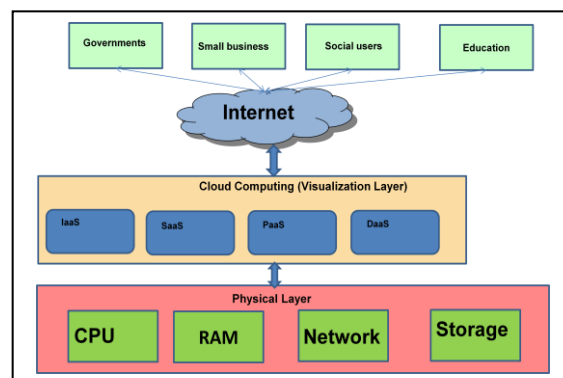 Governments
Small business
Social users
Education
Internet
Cloud Computing (Visualization Layer)
IaaS
SaaS
PaaS
DaaS
Physical Layer
CPU
RAM
Network
Storage